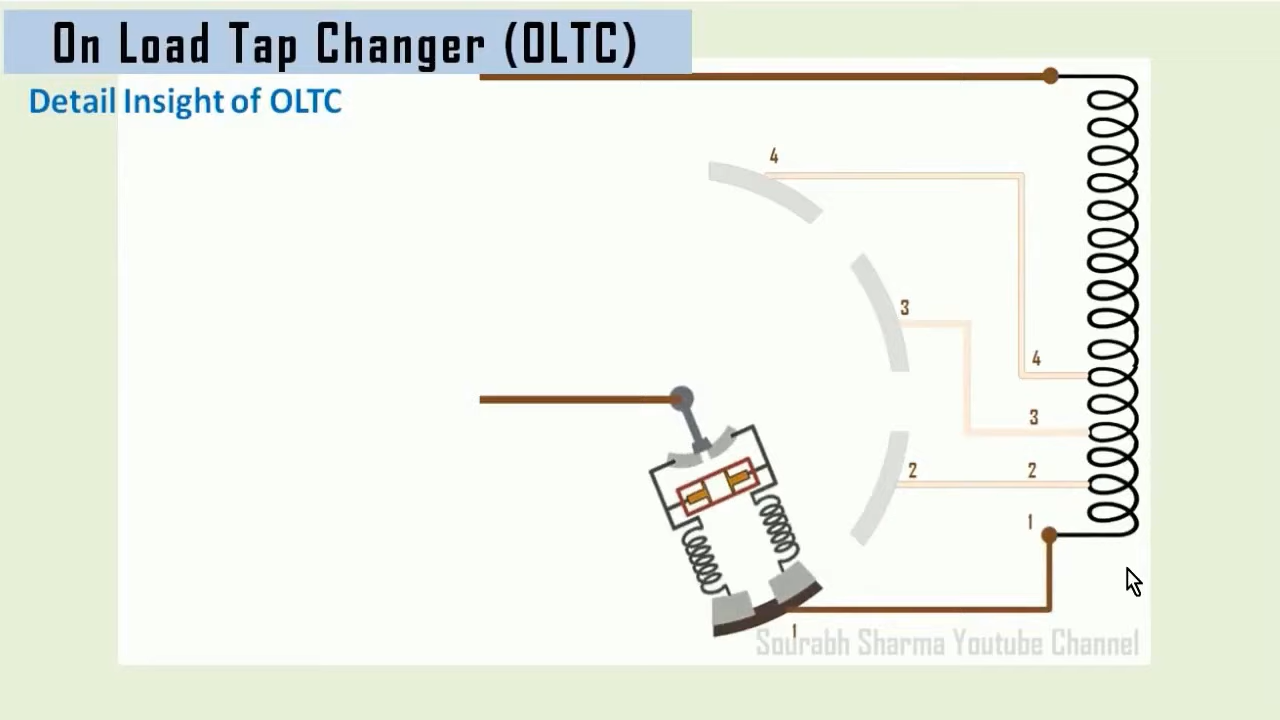 On Load Tap Changer (OLTC)
Detail Insight of OLTC
4
3
4
3
2
2
1
1
Sourabh Sharma Youtube Channel